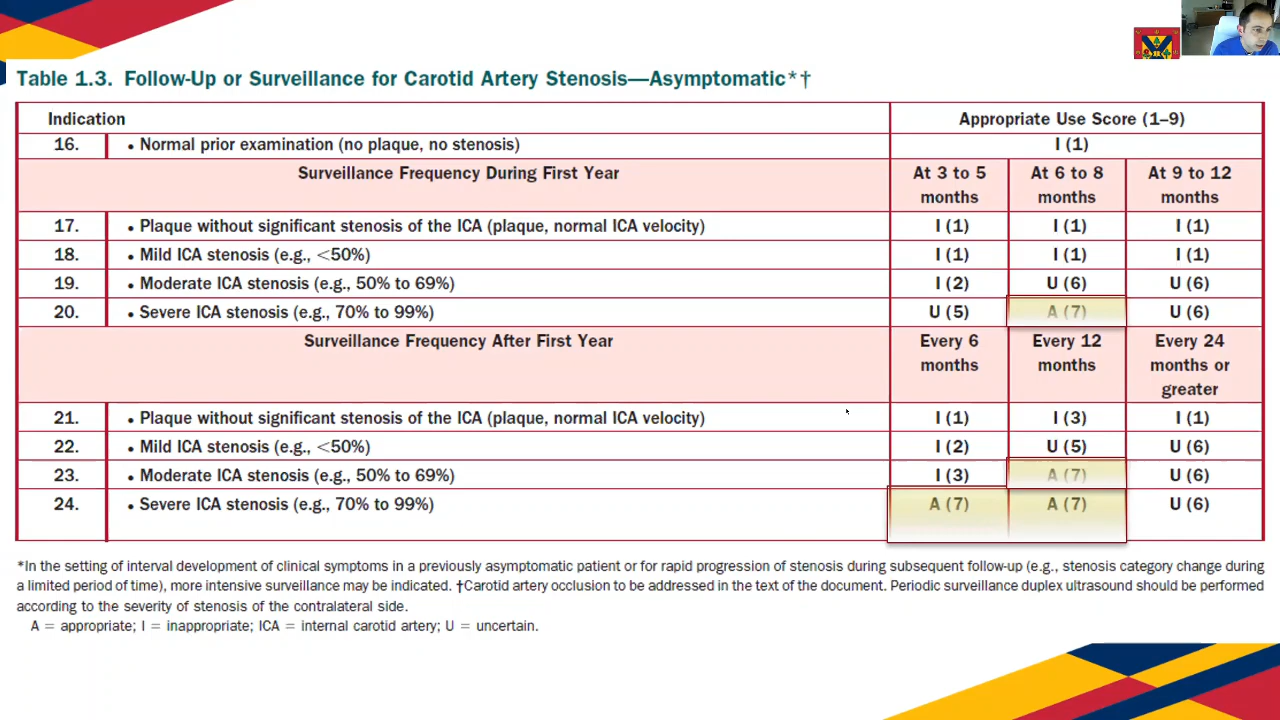 Table 1.3. Follow-Up or Surveillance for Carotid Artery Stenosis—Asymptomatic*†
Indication Appropriate Use Score (1–9)
16. • Normal prior examination (no plaque, no stenosis) I (1)
Surveillance Frequency During First Year At 3 to 5 months At 6 to 8 months At 9 to 12 months
17. • Plaque without significant stenosis of the ICA (plaque, normal ICA velocity) I (1) I (1) I (1)
18. • Mild ICA stenosis (e.g., <50%) I (1) I (1) I (1)
19. • Moderate ICA stenosis (e.g., 50% to 69%) I (2) U (6) U (6)
20. • Severe ICA stenosis (e.g., 70% to 99%) U (5) A (7) U (6)
Surveillance Frequency After First Year Every 6 months Every 12 months Every 24 months or greater
21. • Plaque without significant stenosis of the ICA (plaque, normal ICA velocity) I (1) I (3) I (1)
22. • Mild ICA stenosis (e.g., <50%) I (2) U (5) U (6)
23. • Moderate ICA stenosis (e.g., 50% to 69%) I (3) A (7) U (6)
24. • Severe ICA stenosis (e.g., 70% to 99%) A (7) A (7) U (6)
*In the setting of interval development of clinical symptoms in a previously asymptomatic patient or for rapid progression of stenosis during subsequent follow-up (e.g., stenosis category change during
a limited period of time), more intensive surveillance may be indicated. †Carotid artery occlusion to be addressed in the text of the document. Periodic surveillance duplex ultrasound should be performed
according to the severity of stenosis of the contralateral side.
A = appropriate; I = inappropriate; ICA = internal carotid artery; U = uncertain.